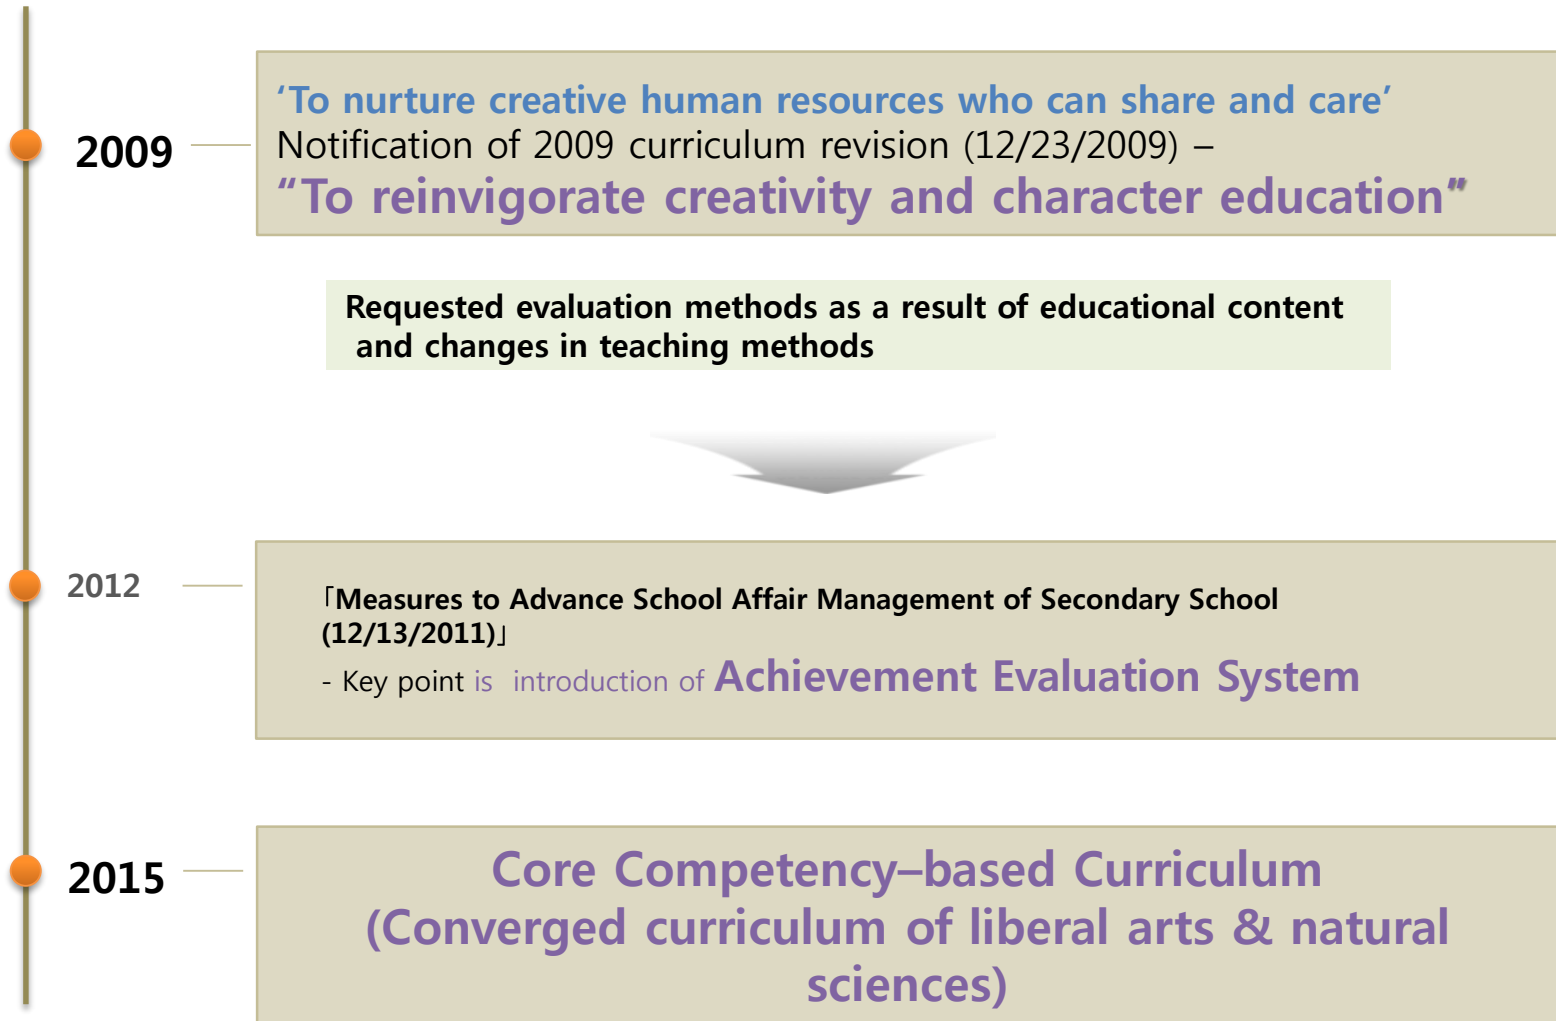 ‘To nurture creative human resources who can share and care’
2009
Notification of 2009 curriculum revision (12/23/2009) –
“To reinvigorate creativity and character education”
Requested evaluation methods as a result of educational content
and changes in teaching methods
2012
「Measures to Advance School Affair Management of Secondary School
(12/13/2011)」
- Key point is introduction of Achievement Evaluation System
2015
Core Competency–based Curriculum
(Converged curriculum of liberal arts & natural
sciences)